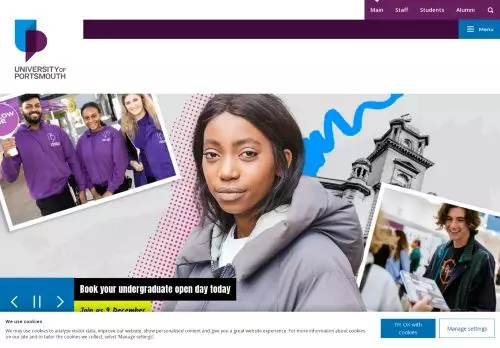 Main Staff Students Alumni
Menu
UNIVERSITY OF
PORTSMOUTH
Book your undergraduate open day today
Join us 9 December
We use cookies
We may use cookies to analyse visitor data, improve our website, show personalised content and give you a great website experience. For more information about cookies
on our site and to tailor the cookies we collect, select 'Manage settings'.
I'm OK with
cookies
Manage settings